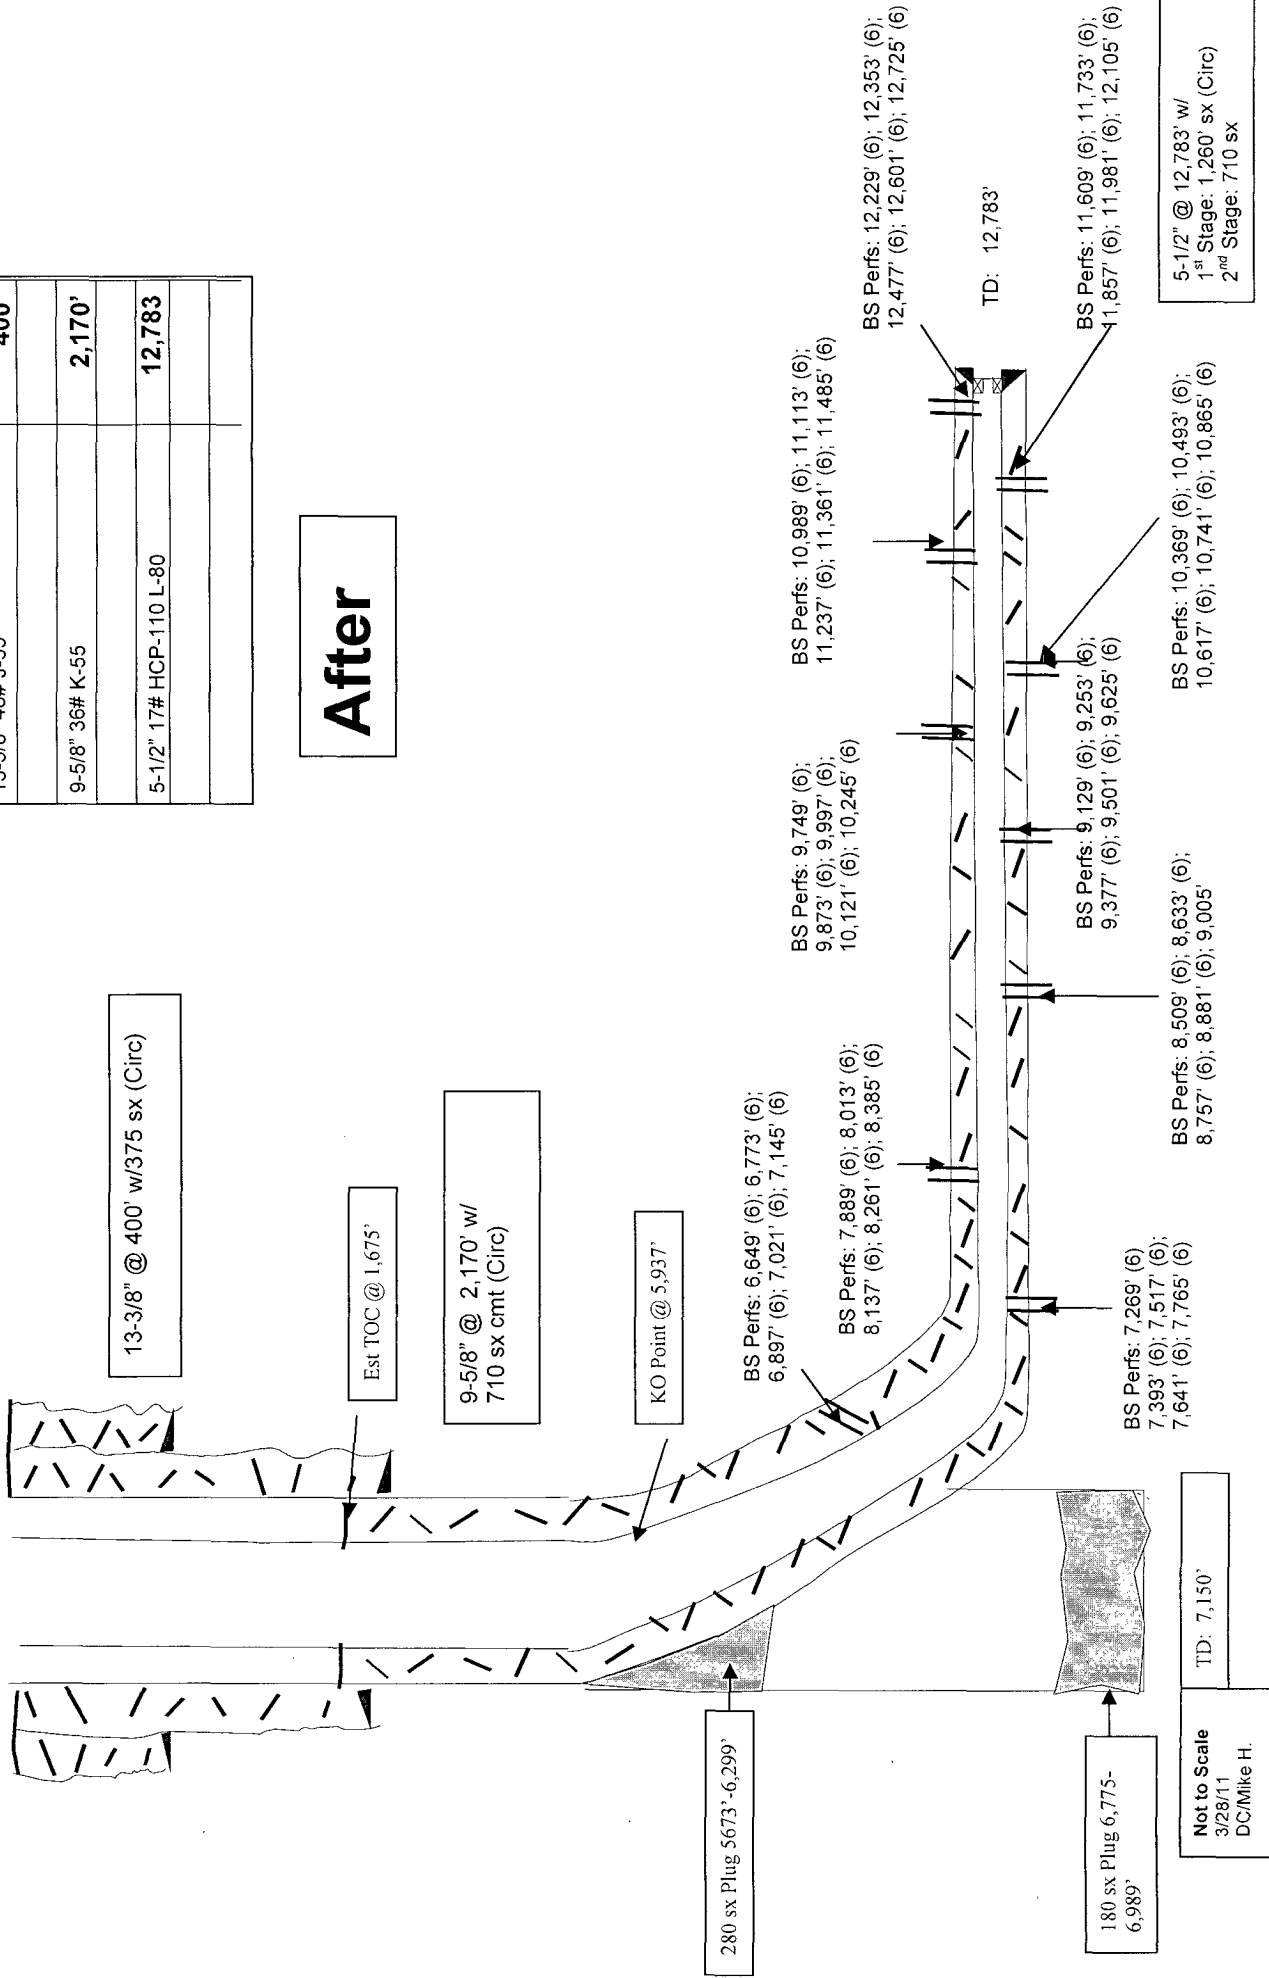 13-3/8" 48# J-55
400'
9-5/8" 36# K-55
2,170'
5-1/2" 17# HCP-110 L-80
12,783
After
13-3/8" @ 400' w/375 sx (Circ)
Est TOC @ 1,675'
9-5/8" @ 2,170' w/
710 sx cmt (Circ)
KO Point @ 5,937'
BS Perfs: 6,649' (6); 6,773' (6);
6,897' (6); 7,021' (6); 7,145' (6)
BS Perfs: 7,889' (6); 8,013' (6);
8,137' (6); 8,261' (6); 8,385' (6)
BS Perfs: 9,749' (6);
9,873' (6); 9,997' (6);
10,121' (6); 10,245' (6)
BS Perfs: 10,989' (6); 11,113' (6);
11,237' (6); 11,361' (6); 11,485' (6)
BS Perfs: 12,229' (6); 12,353' (6);
12,477' (6); 12,601' (6); 12,725' (6)
TD: 12,783'
BS Perfs: 7,269' (6)
7,393' (6); 7,517' (6);
7,641' (6); 7,765' (6)
BS Perfs: 8,509' (6); 8,633' (6);
8,757' (6); 8,881' (6); 9,005'
BS Perfs: 9,129' (6); 9,253' (6);
9,377' (6); 9,501' (6); 9,625' (6)
BS Perfs: 10,369' (6); 10,493' (6);
10,617' (6); 10,741' (6); 10,865' (6)
BS Perfs: 11,609' (6); 11,733' (6);
11,857' (6); 11,981' (6); 12,105' (6)
5-1/2" @ 12,783' w/
1st Stage: 1,260' sx (Circ)
2nd Stage: 710 sx
280 sx Plug 5673'-6,299'
180 sx Plug 6,775-
6,989'
TD: 7,150'
Not to Scale
3/28/11
DC/Mike H.